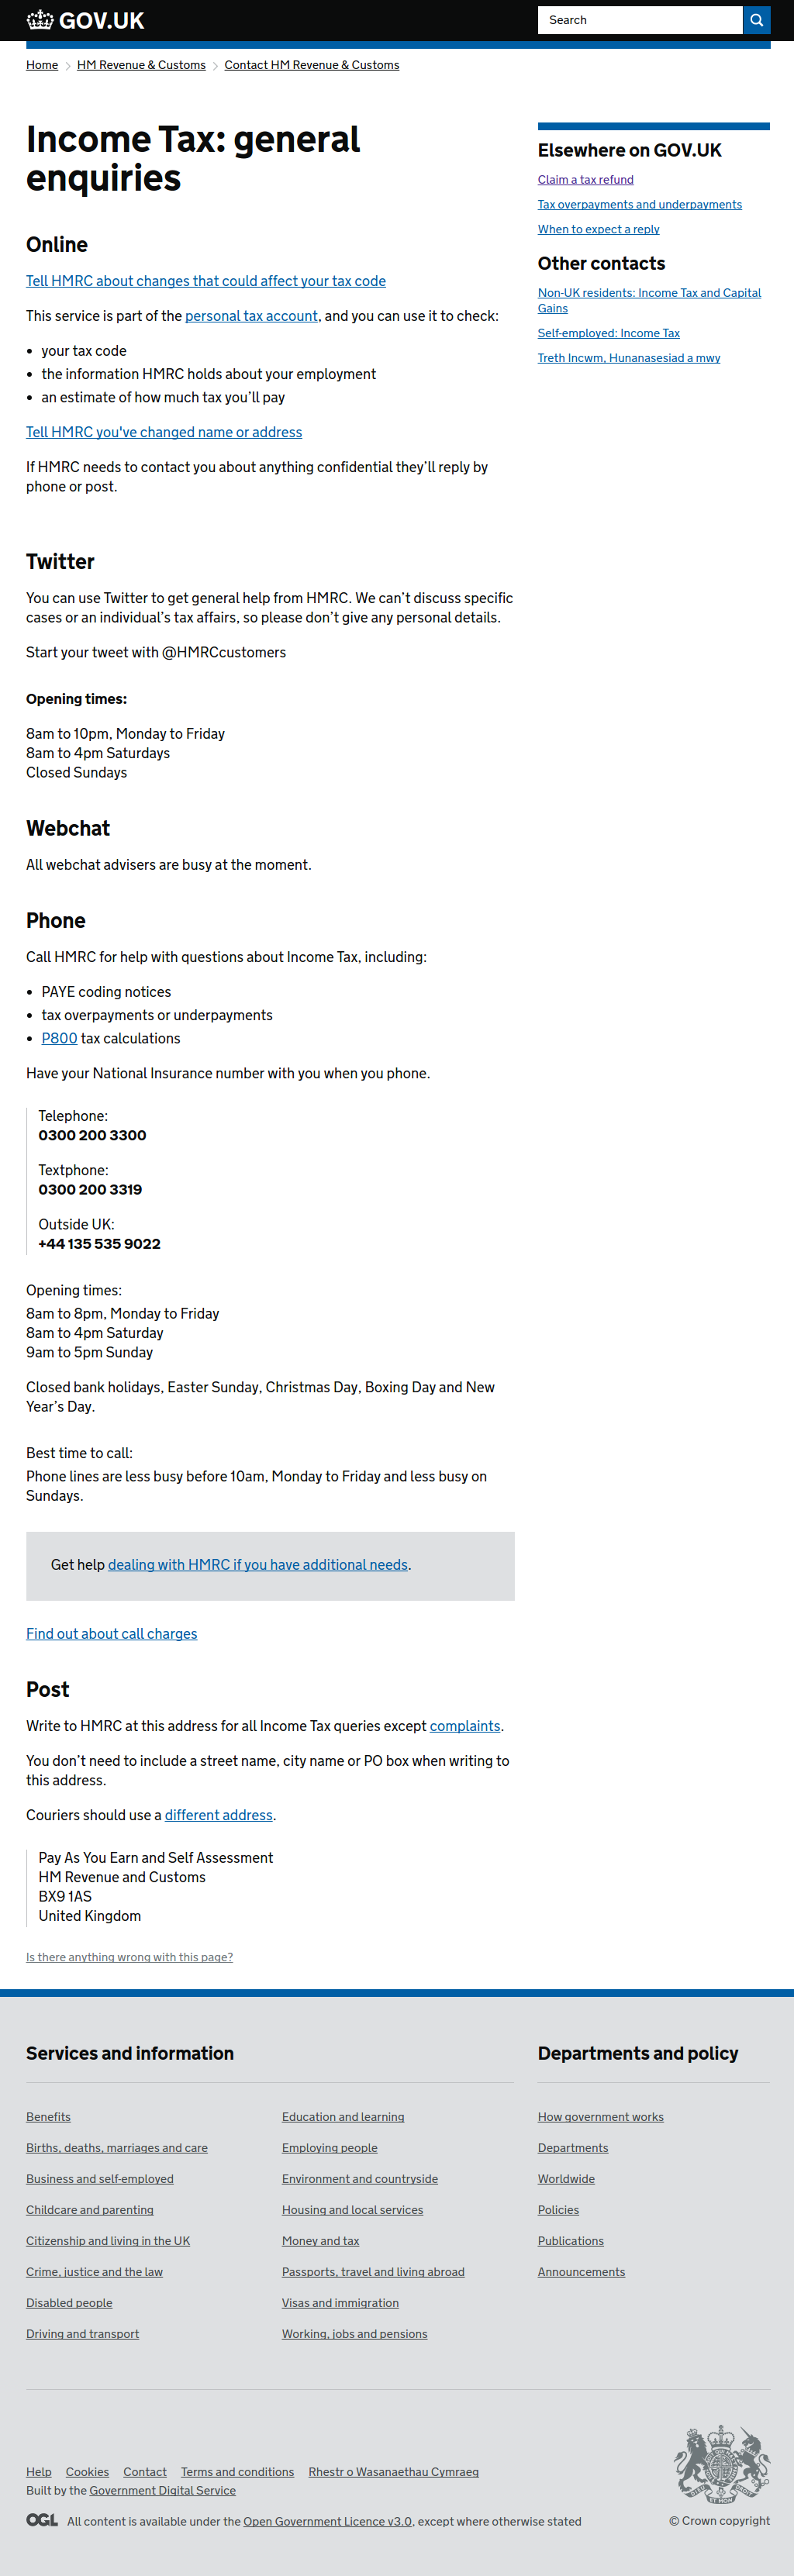 GOV.UK
Search
Home
HM Revenue & Customs
Contact HM Revenue & Customs
Income Tax: general
enquiries
Online
Tell HMRC about changes that could affect your tax code
This service is part of the personal tax account, and you can use it to check:
• your tax code
• the information HMRC holds about your employment
• an estimate of how much tax you’ll pay
Tell HMRC you've changed name or address
If HMRC needs to contact you about anything confidential they’ll reply by
phone or post.
Twitter
You can use Twitter to get general help from HMRC. We can’t discuss specific
cases or an individual’s tax affairs, so please don’t give any personal details.
Start your tweet with @HMRCcustomers
Opening times:
8am to 10pm, Monday to Friday
8am to 4pm Saturdays
Closed Sundays
Webchat
All webchat advisers are busy at the moment.
Phone
Call HMRC for help with questions about Income Tax, including:
• PAYE coding notices
• tax overpayments or underpayments
• P800 tax calculations
Have your National Insurance number with you when you phone.
Telephone:
0300 200 3300
Textphone:
0300 200 3319
Outside UK:
+44 135 535 9022
Opening times:
8am to 8pm, Monday to Friday
8am to 4pm Saturday
9am to 5pm Sunday
Closed bank holidays, Easter Sunday, Christmas Day, Boxing Day and New
Year’s Day.
Best time to call:
Phone lines are less busy before 10am, Monday to Friday and less busy on
Sundays.
Get help dealing with HMRC if you have additional needs.
Find out about call charges
Post
Write to HMRC at this address for all Income Tax queries except complaints.
You don’t need to include a street name, city name or PO box when writing to
this address.
Couriers should use a different address.
Pay As You Earn and Self Assessment
HM Revenue and Customs
BX9 1AS
United Kingdom
Is there anything wrong with this page?
Elsewhere on GOV.UK
Claim a tax refund
Tax overpayments and underpayments
When to expect a reply
Other contacts
Non-UK residents: Income Tax and Capital
Gains
Self-employed: Income Tax
Treth Incwm, Hunanasesiad a mwy
Services and information
Benefits
Births, deaths, marriages and care
Business and self-employed
Childcare and parenting
Citizenship and living in the UK
Crime, justice and the law
Disabled people
Driving and transport
Education and learning
Employing people
Environment and countryside
Housing and local services
Money and tax
Passports, travel and living abroad
Visas and immigration
Working, jobs and pensions
Departments and policy
How government works
Departments
Worldwide
Policies
Publications
Announcements
Help
Cookies
Contact
Terms and conditions
Rhestr o Wasanaethau Cymraeg
Built by the Government Digital Service
OGL
All content is available under the Open Government Licence v3.0, except where otherwise stated
© Crown copyright